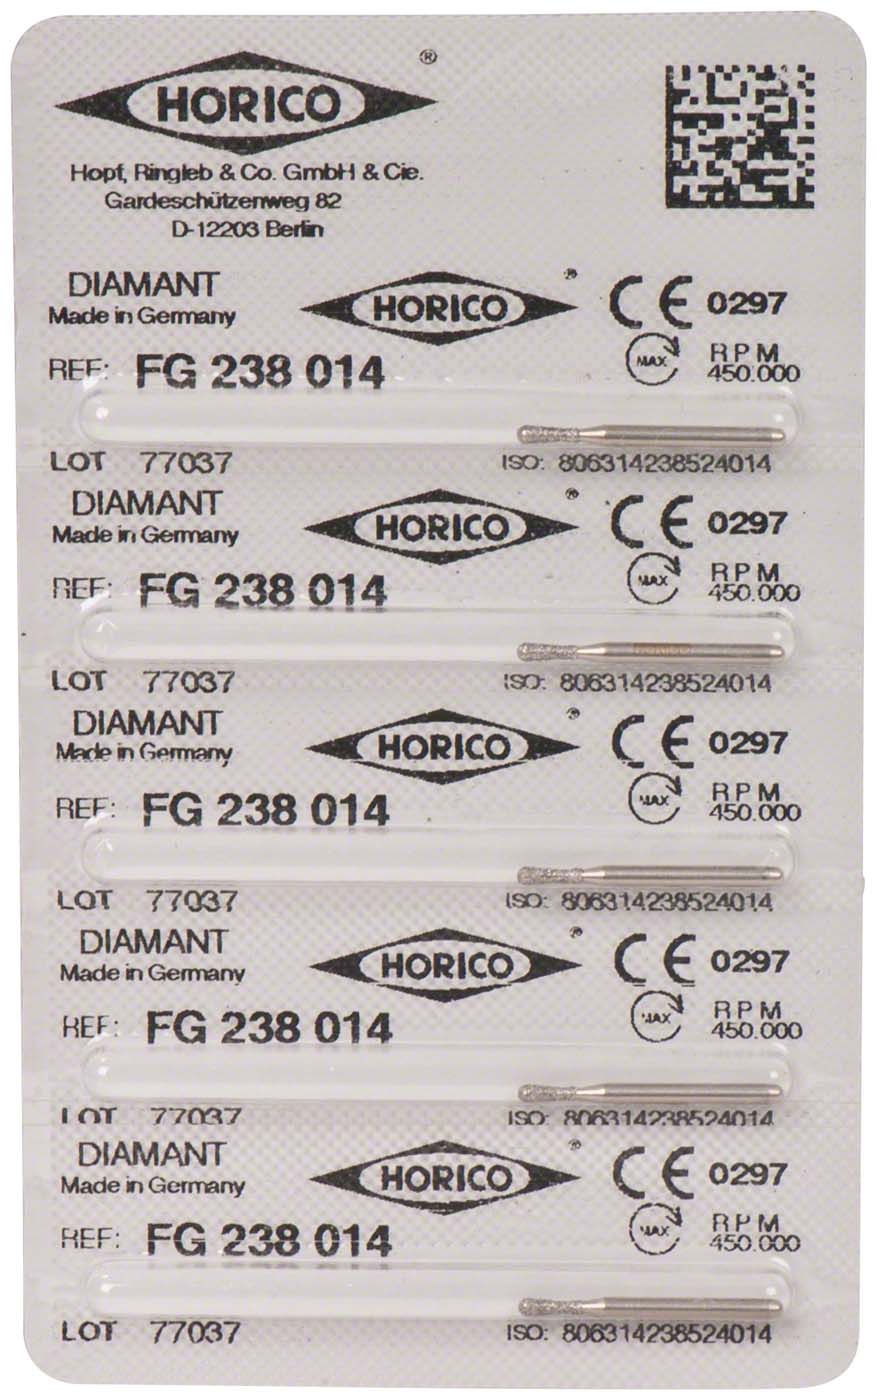 HORICO ®
Hopf, Ringleb & Co. GmbH & Cie.
Gardeschützenweg 82
D-12203 Berlin
DIAMANT HORICO ® CE 0297
Made in Germany
REF: FG 238 014 MAX RPM
450.000
LOT 77037 ISO: 806314238524014
DIAMANT HORICO ® CE 0297
Made in Germany
REF: FG 238 014 MAX RPM
450.000
HORICO
LOT 77037 ISO: 806314238524014
DIAMANT HORICO ® CE 0297
Made in Germany
REF: FG 238 014 MAX RPM
450.000
LOT 77037 ISO: 806314238524014
DIAMANT HORICO ® CE 0297
Made in Germany
REF: FG 238 014 MAX RPM
450.000
LOT 77037 ISO: 806314238524014
DIAMANT HORICO ® CE 0297
Made in Germany
REF: FG 238 014 MAX RPM
450.000
LOT 77037 ISO: 806314238524014